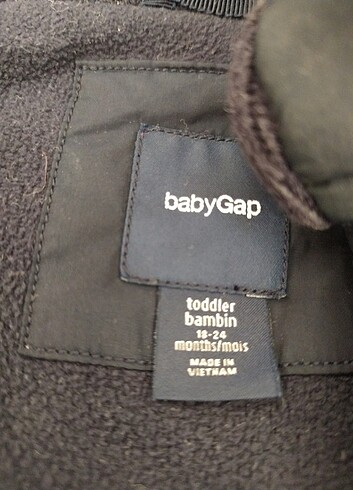 babyGap
toddler
bambin
18-24
months/mois
MADE IN
VIETNAM